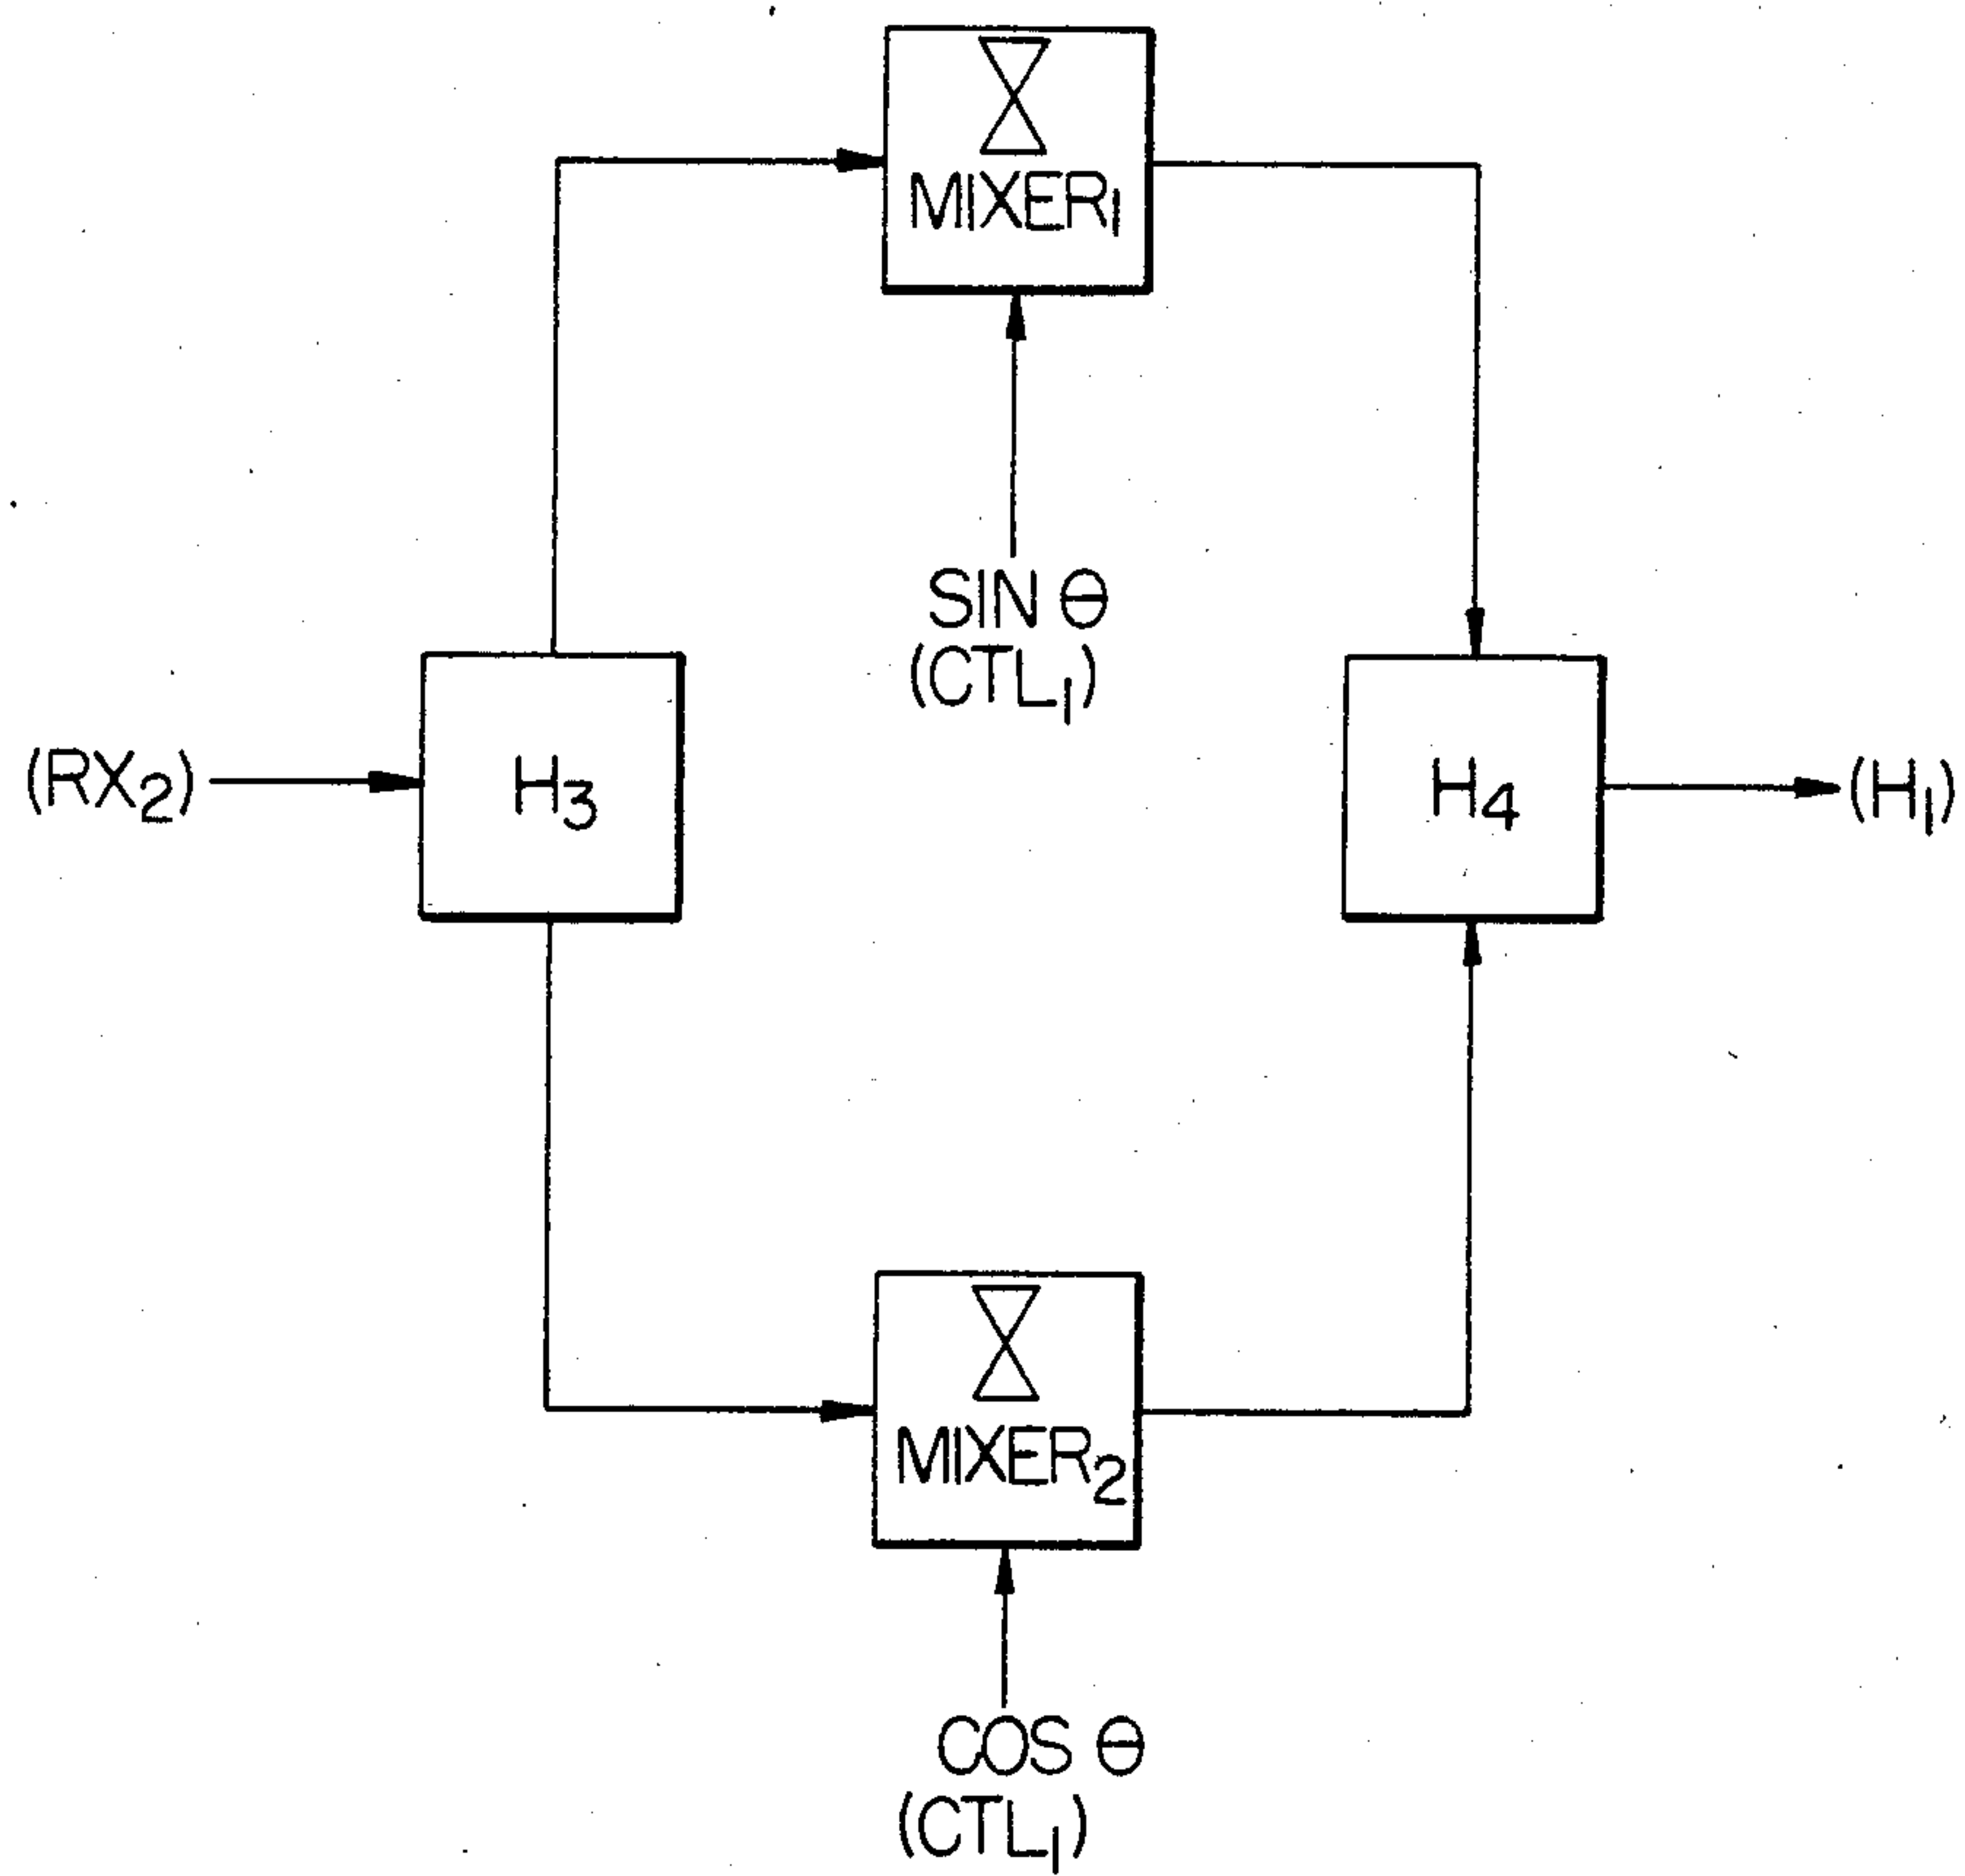 MIXER₁
SIN Θ
(CTL₁)
(RX₂)
H₃
H₄
(H₁)
MIXER₂
COS Θ
(CTL₁)